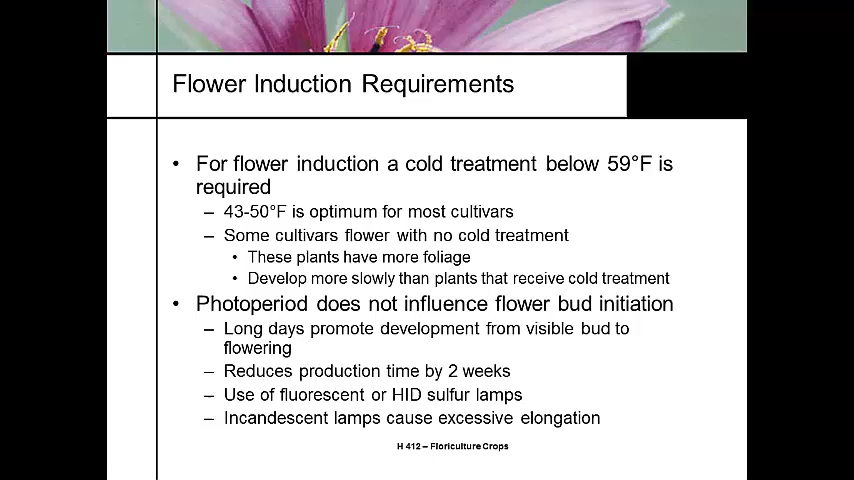 Flower Induction Requirements
• For flower induction a cold treatment below 59°F is
required
– 43-50°F is optimum for most cultivars
– Some cultivars flower with no cold treatment
• These plants have more foliage
• Develop more slowly than plants that receive cold treatment
• Photoperiod does not influence flower bud initiation
– Long days promote development from visible bud to
flowering
– Reduces production time by 2 weeks
– Use of fluorescent or HID sulfur lamps
– Incandescent lamps cause excessive elongation
H 412 – Floriculture Crops